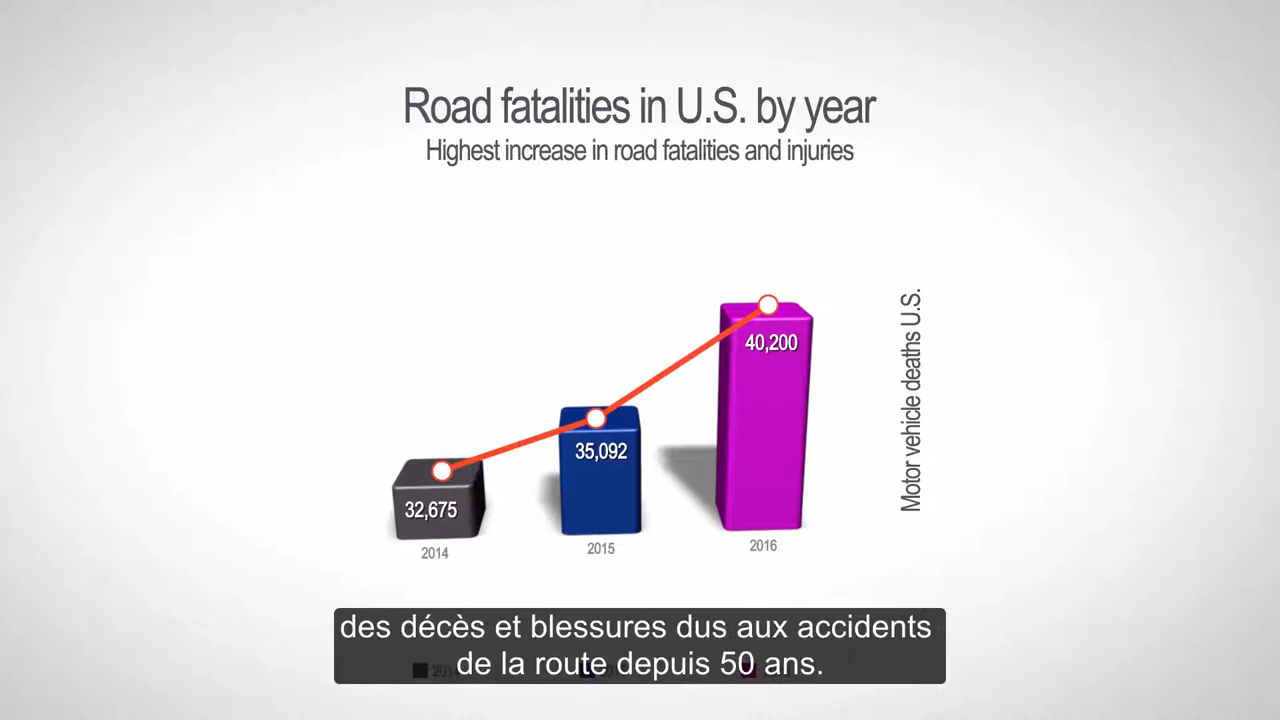 Road fatalities in U.S. by year
Highest increase in road fatalities and injuries
40,200
35,092
32,675
2014
2015
2016
Motor vehicle deaths U.S.
des décès et blessures dus aux accidents
de la route depuis 50 ans.